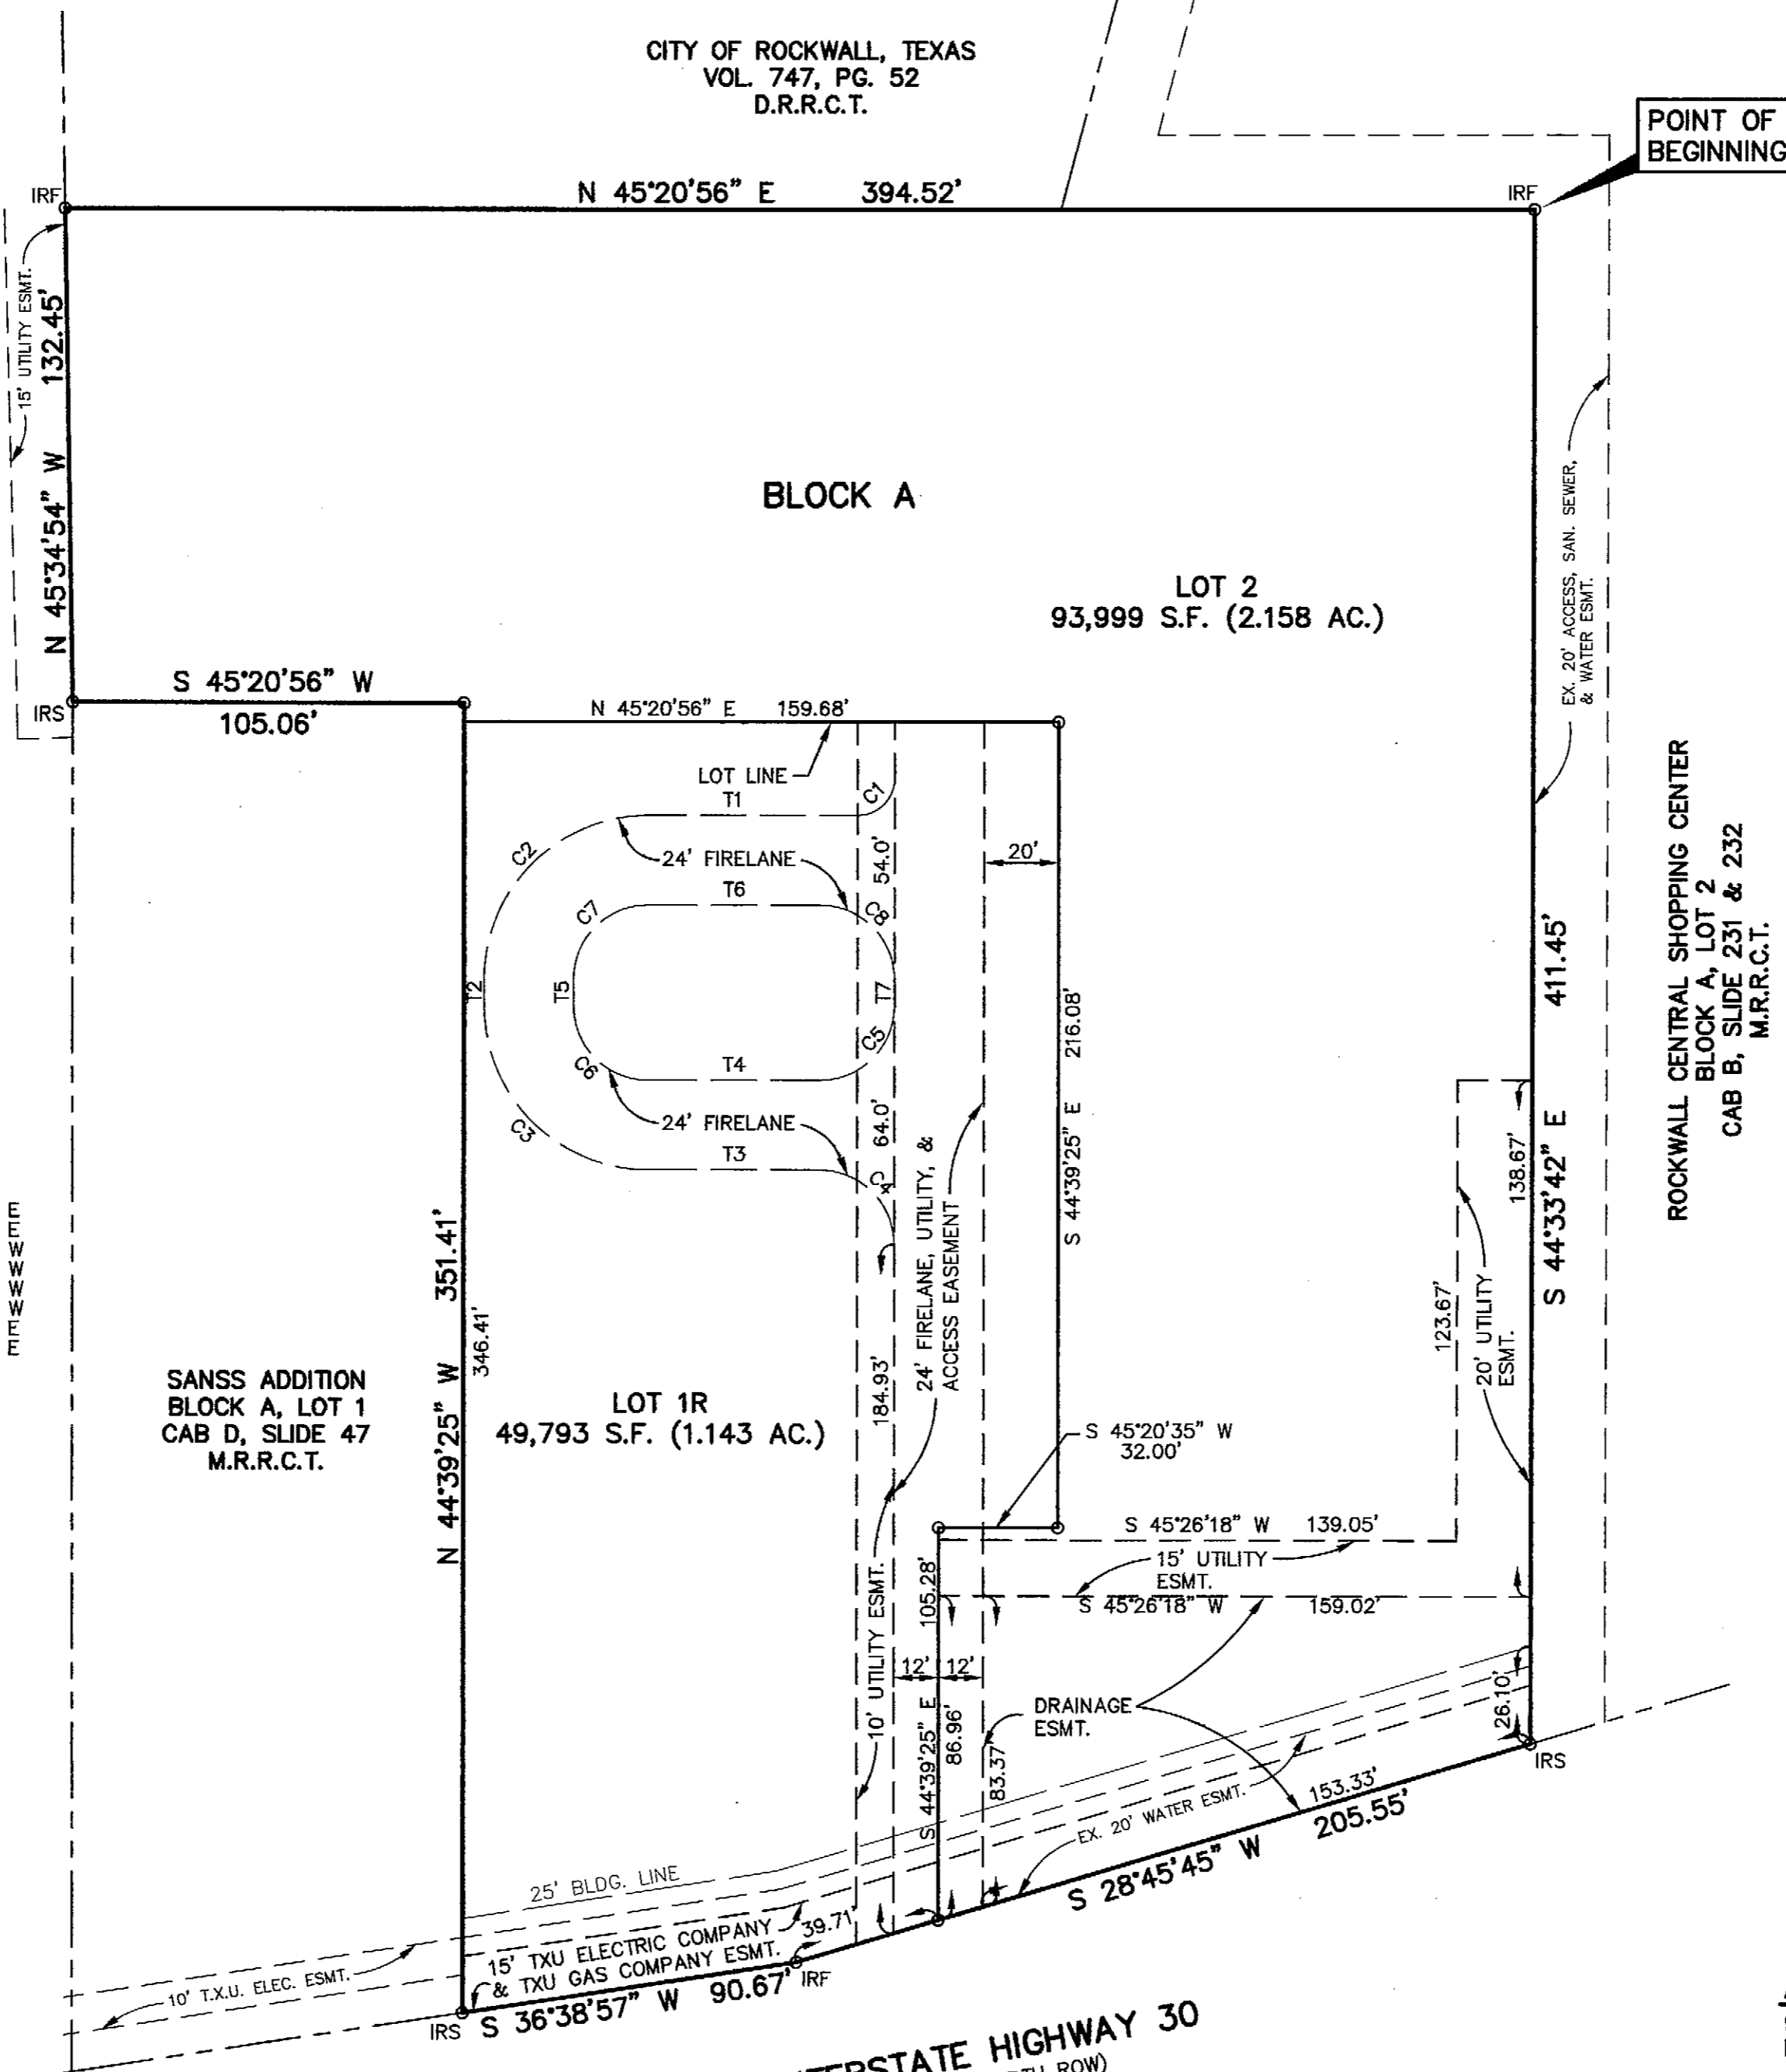 CITY OF ROCKWALL, TEXAS
VOL. 747, PG. 52
D.R.R.C.T.
POINT OF
BEGINNING
IRF
N 45°20'56" E 394.52'
IRF
15' UTILITY ESMT.
N 45°34'54" W 132.45'
BLOCK A
LOT 2
93,999 S.F. (2.158 AC.)
EX. 20' ACCESS, SAN. SEWER,
& WATER ESMT.
S 45°20'56" W
105.06'
IRS
N 45°20'56" E 159.68'
LOT LINE
T1
C1
C2
24' FIRELANE
54.0'
20'
T6
C7
C8
T2
T5
T7
C5
C6
T4
C3
24' FIRELANE
64.0'
T3
C4
216.08'
S 44°39'25" E
411.45'
S 44°33'42" E
ROCKWALL CENTRAL SHOPPING CENTER
BLOCK A, LOT 2
CAB B, SLIDE 231 & 232
M.R.R.C.T.
138.67'
123.67'
20' UTILITY
ESMT.
24' FIRELANE, UTILITY, &
ACCESS EASEMENT
184.93'
E
E
W
W
W
W
E
E
N 44°39'25" W 351.41'
346.41'
SANSS ADDITION
BLOCK A, LOT 1
CAB D, SLIDE 47
M.R.R.C.T.
LOT 1R
49,793 S.F. (1.143 AC.)
S 45°20'35" W
32.00'
S 45°26'18" W 139.05'
15' UTILITY
ESMT.
S 45°26'18" W 159.02'
10' UTILITY ESMT.
105.28'
12'
12'
S 44°39'25" E
86.96'
83.37'
DRAINAGE
ESMT.
26.10'
IRS
EX. 20' WATER ESMT.
153.33'
S 28°45'45" W 205.55'
25' BLDG. LINE
39.71'
15' TXU ELECTRIC COMPANY
& TXU GAS COMPANY ESMT.
10' T.X.U. ELEC. ESMT.
IRF
IRS
S 36°38'57" W 90.67'
HIGHWAY 30
ROW)